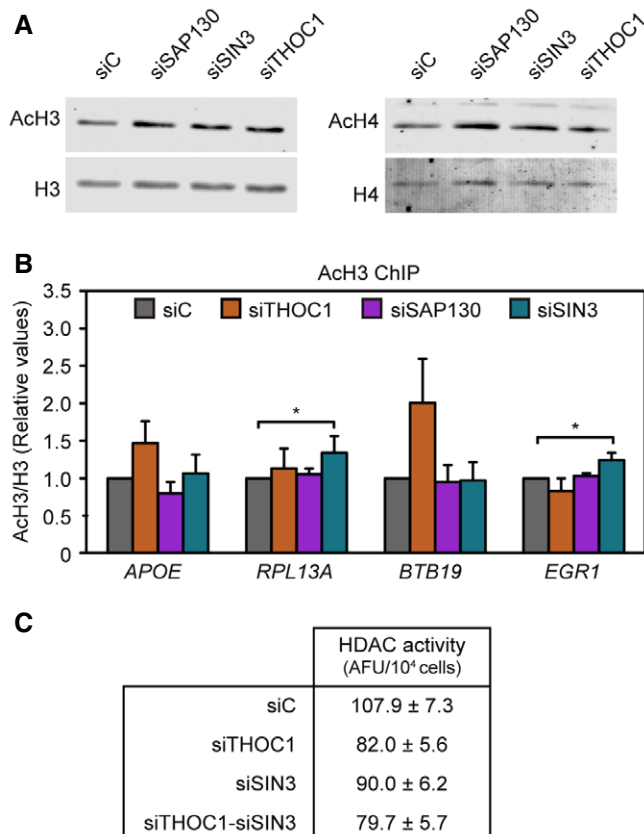 A
siC siSAP130 siSIN3 siTHOC1
siC siSAP130 siSIN3 siTHOC1
AcH3
H3
AcH4
H4
B
AcH3 ChIP
AcH3/H3 (Relative values)
3.5
3.0
2.5
2.0
1.5
1.0
0.5
0
siC siTHOC1 siSAP130 siSIN3
* *
APOE RPL13A BTB19 EGR1
C
HDAC activity
(AFU/10⁴ cells)
siC 107.9 ± 7.3
siTHOC1 82.0 ± 5.6
siSIN3 90.0 ± 6.2
siTHOC1-siSIN3 79.7 ± 5.7